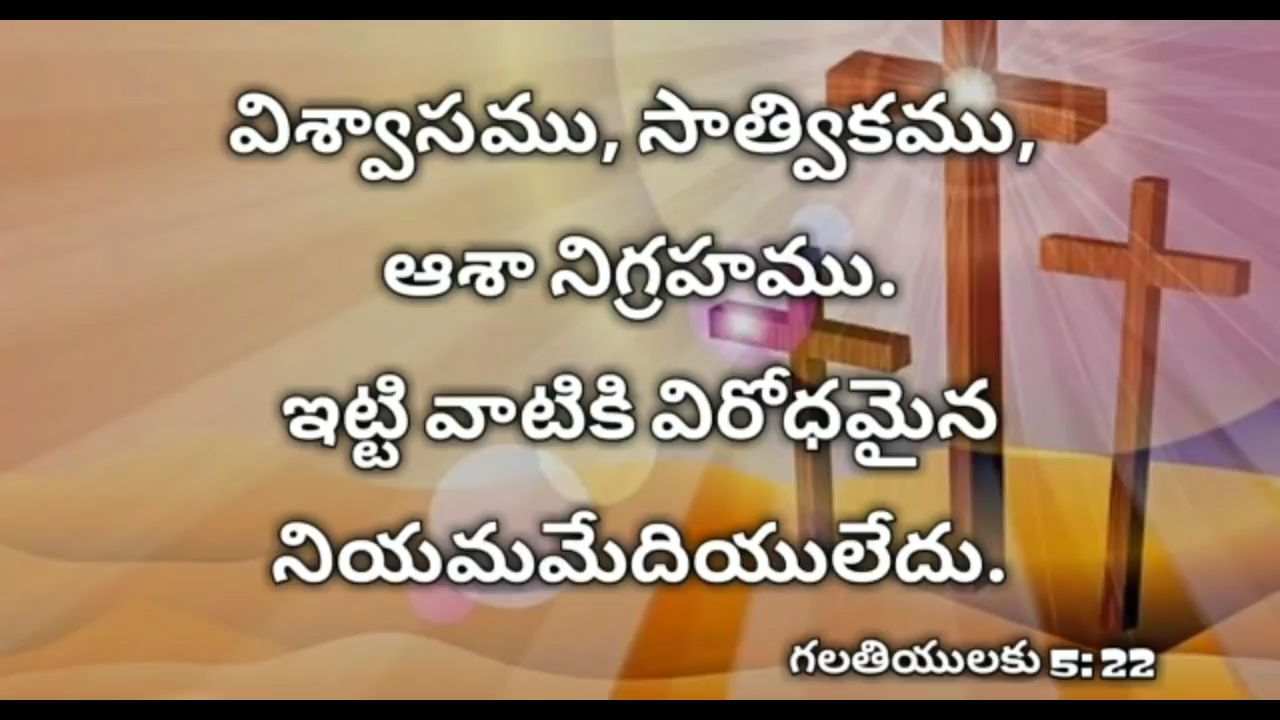 విశ్వాసము, సాత్వికము,
ఆశా నిగ్రహము.
ఇట్టి వాటికి విరోధమైన
నియమమేదియులేదు.
గలతియులకు 5: 22